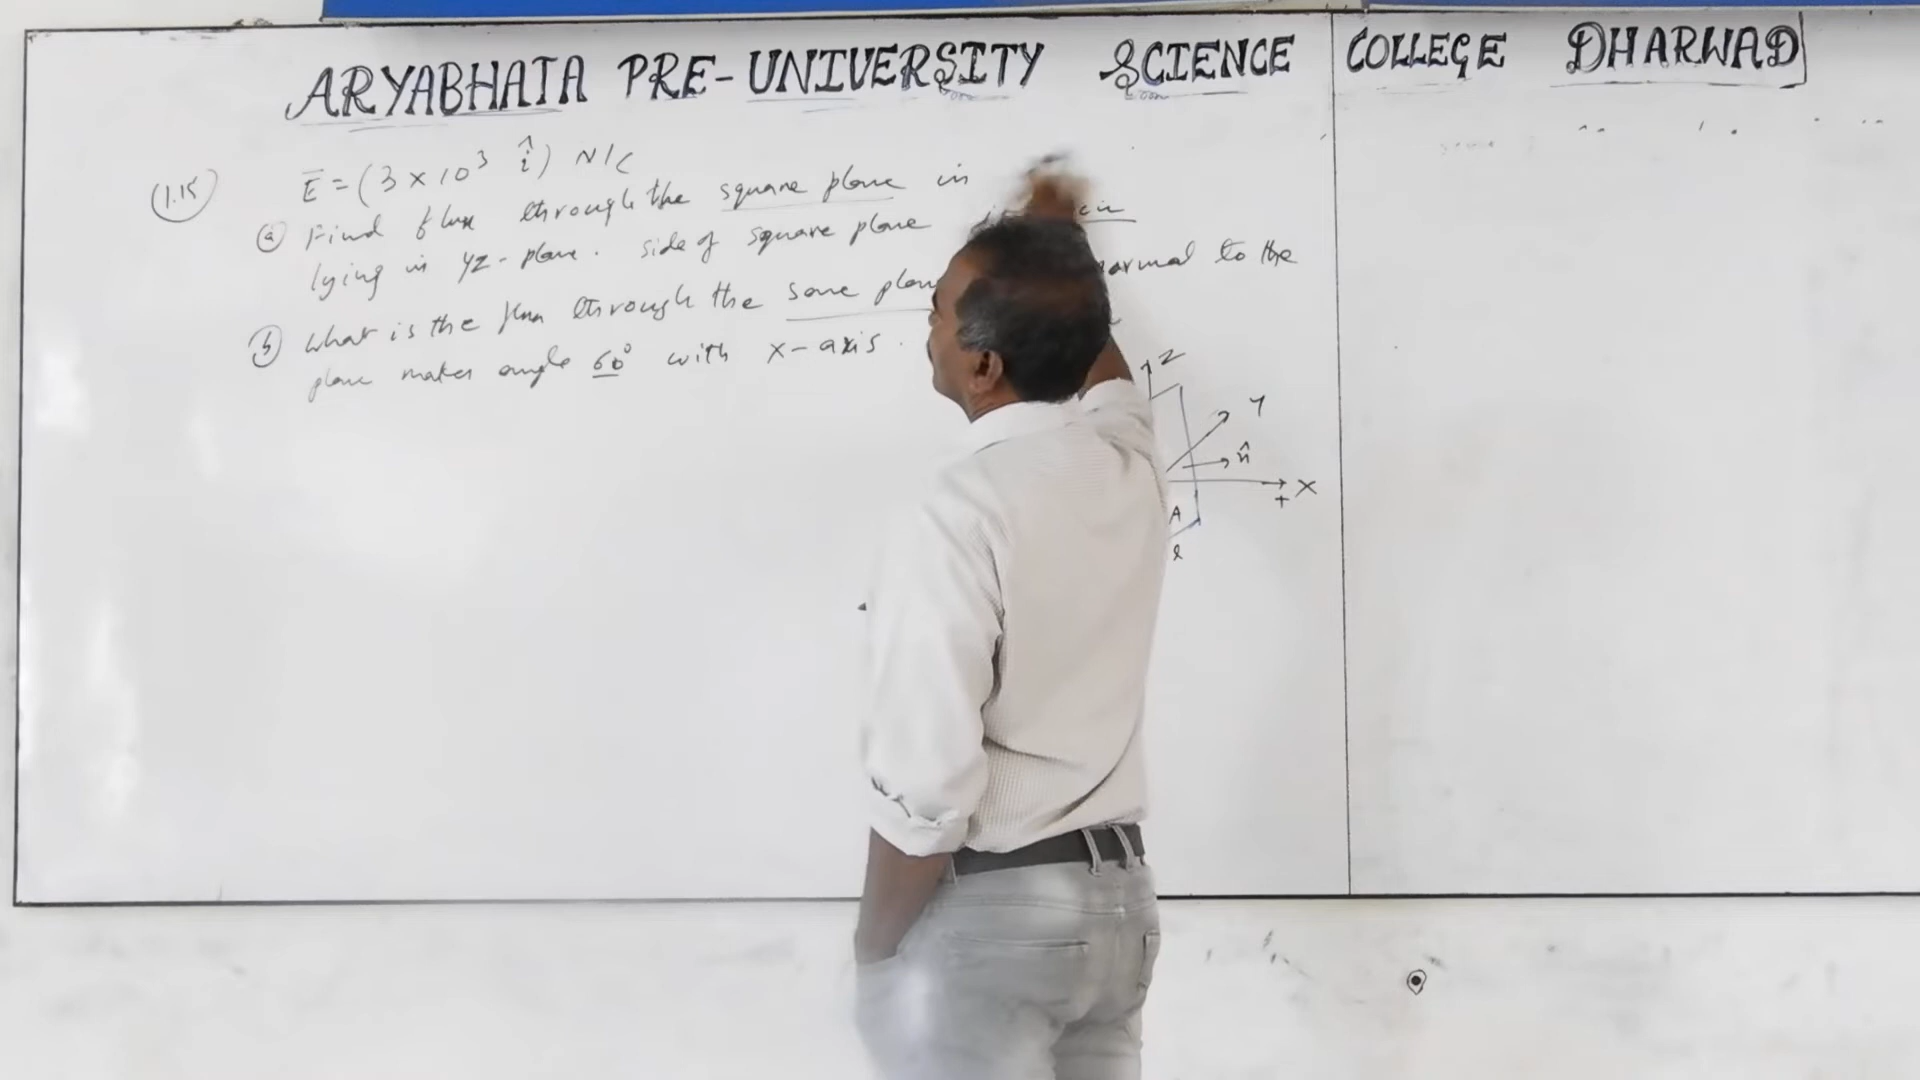 ARYABHATA PRE-UNIVERSITY SCIENCE COLLEGE DHARWAD
(1.15) E = (3 × 10³ î) N/C
(a) Find flux through the square plane in
lying in yz-plane. side of square plane
(b) What is the flux through the same plane normal to the
plane makes angle 60° with x-axis.
Z
Y
n̂
X
+
A
l